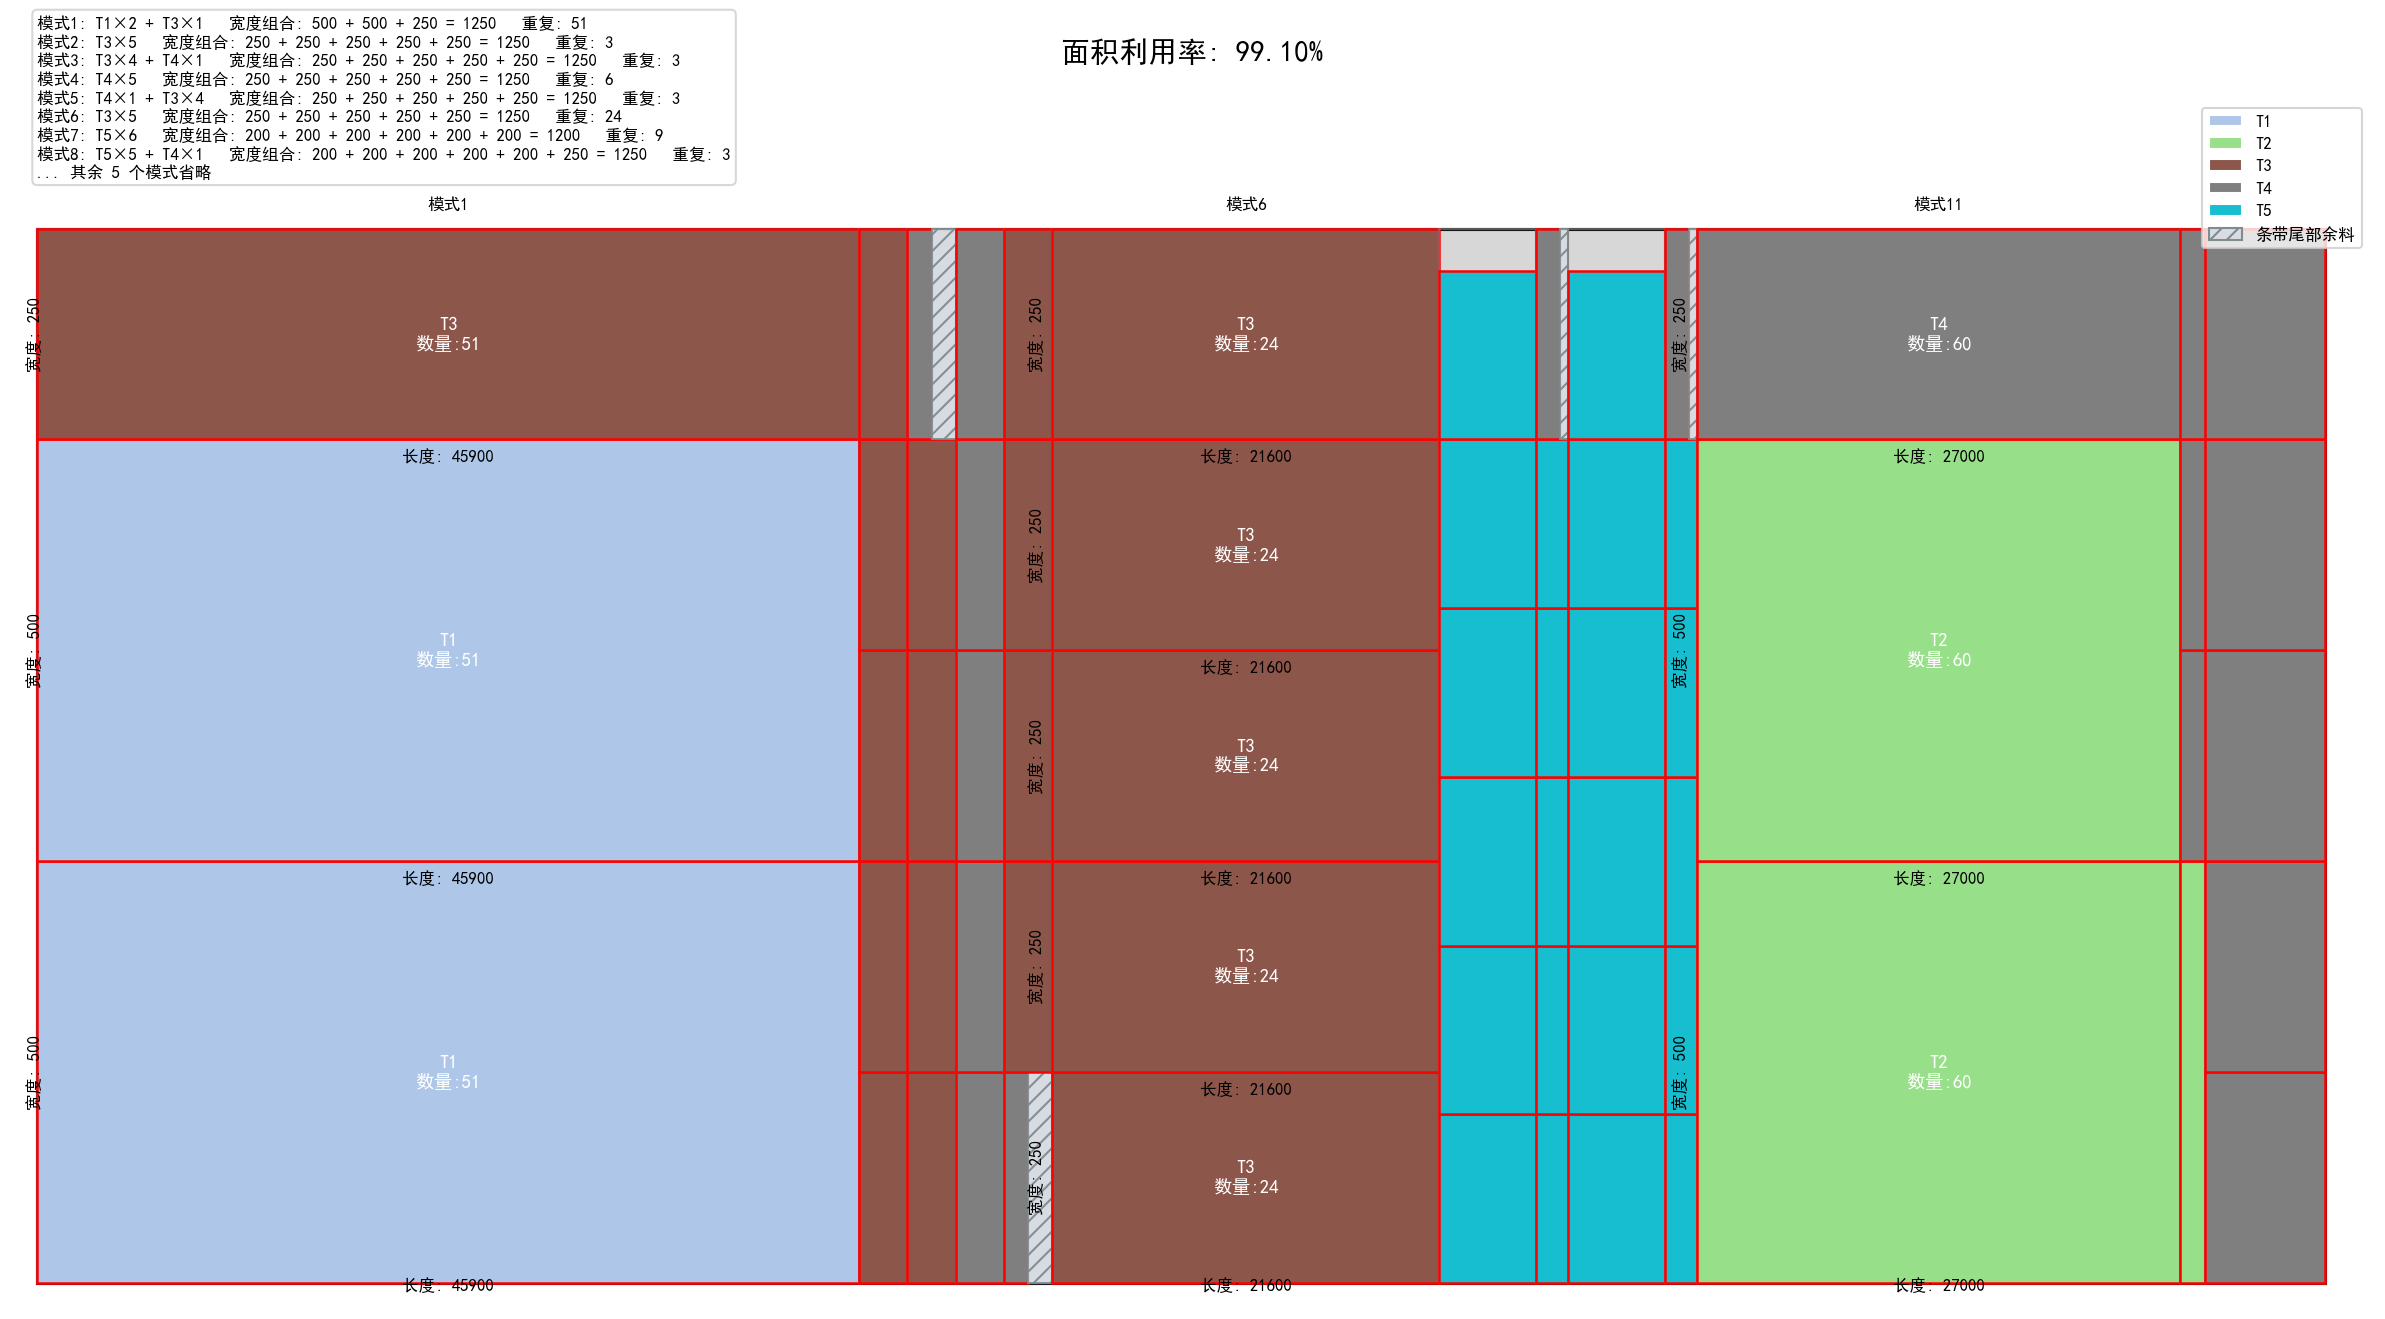 模式1: T1×2 + T3×1   宽度组合: 500 + 500 + 250 = 1250   重复: 51
模式2: T3×5   宽度组合: 250 + 250 + 250 + 250 + 250 = 1250   重复: 3
模式3: T3×4 + T4×1   宽度组合: 250 + 250 + 250 + 250 + 250 = 1250   重复: 3
模式4: T4×5   宽度组合: 250 + 250 + 250 + 250 + 250 = 1250   重复: 6
模式5: T4×1 + T3×4   宽度组合: 250 + 250 + 250 + 250 + 250 = 1250   重复: 3
模式6: T3×5   宽度组合: 250 + 250 + 250 + 250 + 250 = 1250   重复: 24
模式7: T5×6   宽度组合: 200 + 200 + 200 + 200 + 200 + 200 = 1200   重复: 9
模式8: T5×5 + T4×1   宽度组合: 200 + 200 + 200 + 200 + 200 + 250 = 1250   重复: 3
... 其余 5 个模式省略
面积利用率: 99.10%
T1
T2
T3
T4
T5
条带尾部余料
模式1
模式6
模式11
宽度: 250
T3
数量:51
长度: 45900
宽度: 500
T1
数量:51
长度: 45900
宽度: 500
T1
数量:51
长度: 45900
宽度: 250
T3
数量:24
长度: 21600
宽度: 250
T3
数量:24
长度: 21600
宽度: 250
T3
数量:24
长度: 21600
宽度: 250
T3
数量:24
长度: 21600
宽度: 250
T3
数量:24
长度: 21600
宽度: 250
T4
数量:60
长度: 27000
宽度: 500
T2
数量:60
长度: 27000
宽度: 500
T2
数量:60
长度: 27000